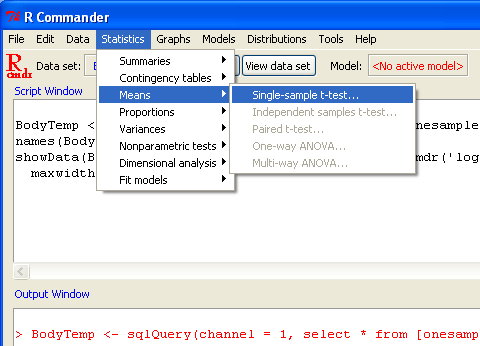 R Commander
File Edit Data Statistics Graphs Models Distributions Tools Help
R
cmdr
Data set:
View data set
Model:
<No active model>
Summaries
Contingency tables
Means
Proportions
Variances
Nonparametric tests
Dimensional analysis
Fit models
Single-sample t-test...
Independent samples t-test...
Paired t-test...
One-way ANOVA...
Multi-way ANOVA...
Script Window
BodyTemp <- onesample
names(Bod
showData(B mdr('log
maxwidth
Output Window
> BodyTemp <- sqlQuery(channel = 1, select * from [onesamp